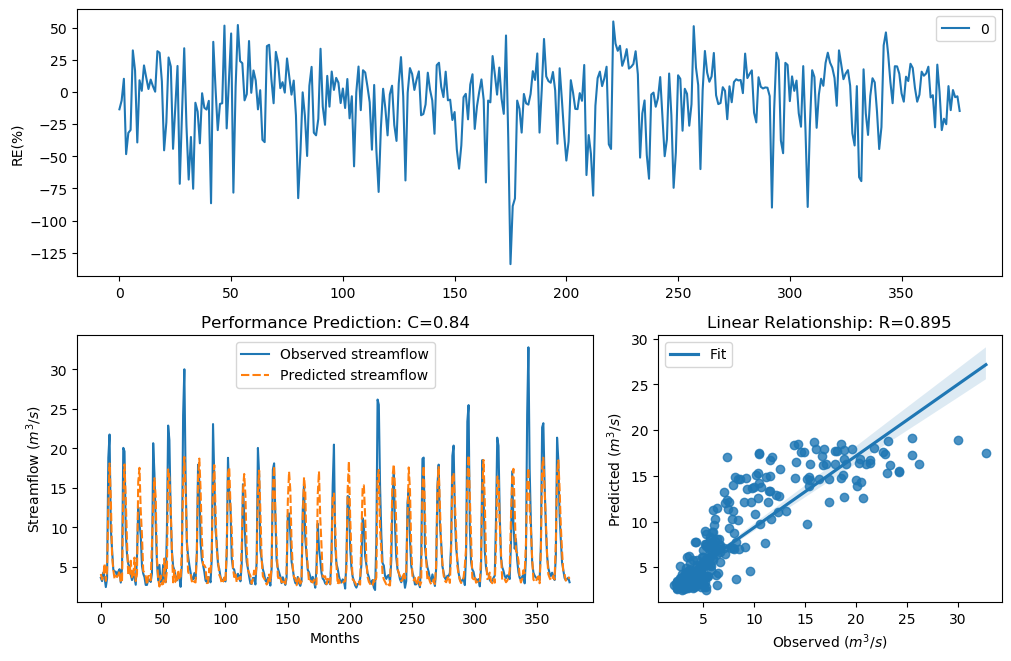 RE(%)
50
25
0
−25
−50
−75
−100
−125
0
0 50 100 150 200 250 300 350
Performance Prediction: C=0.84
Streamflow (m³/s)
30
25
20
15
10
5
Observed streamflow
Predicted streamflow
0 50 100 150 200 250 300 350
Months
Linear Relationship: R=0.895
Predicted (m³/s)
30
25
20
15
10
5
Fit
5 10 15 20 25 30
Observed (m³/s)